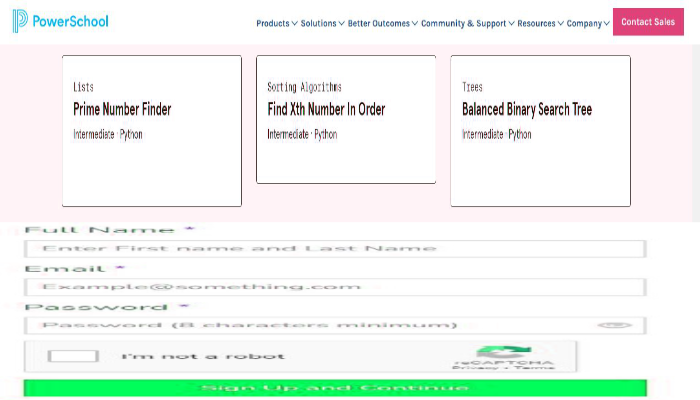 PowerSchool
Products Solutions Better Outcomes Community & Support Resources Company Contact Sales
Lists
Prime Number Finder
Intermediate · Python
Sorting Algorithms
Find Xth Number In Order
Intermediate · Python
Trees
Balanced Binary Search Tree
Intermediate · Python
Full Name *
Enter First name and Last Name
Email *
Example@something.com
Password *
Password (8 characters minimum)
I'm not a robot
reCAPTCHA
Privacy - Terms
Sign Up and Continue